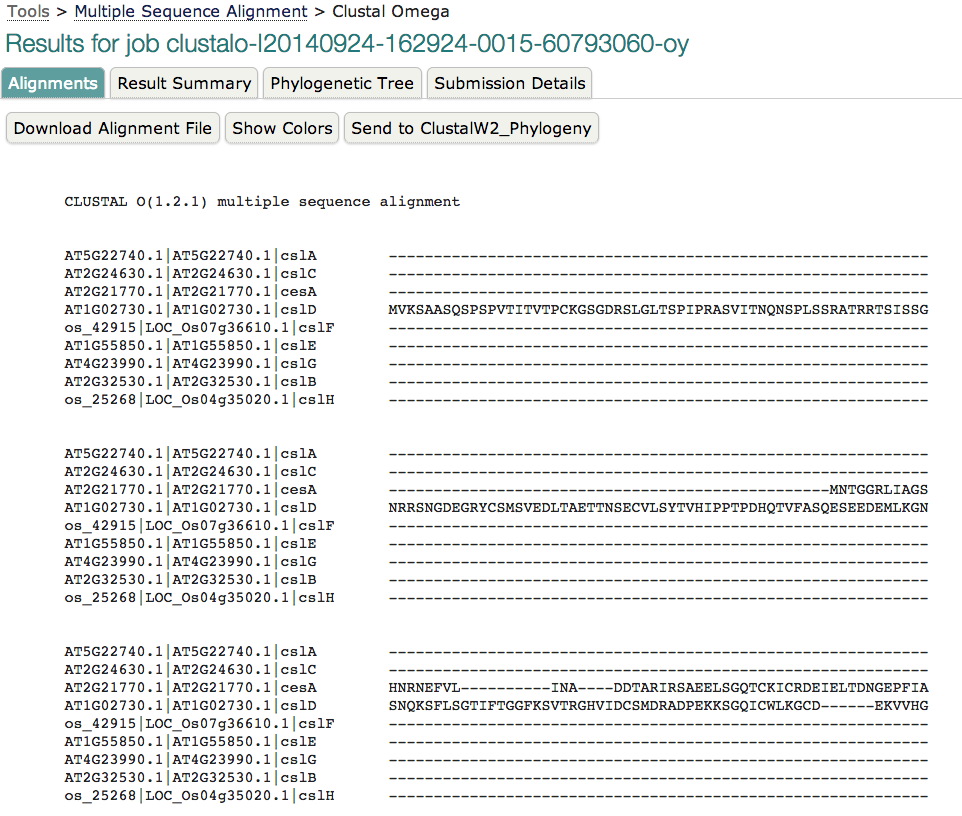 Tools > Multiple Sequence Alignment > Clustal Omega
Results for job clustalo-I20140924-162924-0015-60793060-oy
Alignments Result Summary Phylogenetic Tree Submission Details
Download Alignment File Show Colors Send to ClustalW2_Phylogeny
CLUSTAL O(1.2.1) multiple sequence alignment
AT5G22740.1|AT5G22740.1|cslA ------------------------------------------------------------
AT2G24630.1|AT2G24630.1|cslC ------------------------------------------------------------
AT2G21770.1|AT2G21770.1|cesA ------------------------------------------------------------
AT1G02730.1|AT1G02730.1|cslD MVKSAASQSPSPVTITVTPCKGSGDRSLGLTSPIPRASVITNQNSPLSSRATRRTSISSG
os_42915|LOC_Os07g36610.1|cslF ------------------------------------------------------------
AT1G55850.1|AT1G55850.1|cslE ------------------------------------------------------------
AT4G23990.1|AT4G23990.1|cslG ------------------------------------------------------------
AT2G32530.1|AT2G32530.1|cslB ------------------------------------------------------------
os_25268|LOC_Os04g35020.1|cslH ------------------------------------------------------------
AT5G22740.1|AT5G22740.1|cslA ------------------------------------------------------------
AT2G24630.1|AT2G24630.1|cslC ------------------------------------------------------------
AT2G21770.1|AT2G21770.1|cesA -------------------------------------------------MNTGGRLIAGS
AT1G02730.1|AT1G02730.1|cslD NRRSNGDEGRYCSMSVEDLTAETTNSECVLSYTVHIPPTPDHQTVFASQESEEDEMLKGN
os_42915|LOC_Os07g36610.1|cslF ------------------------------------------------------------
AT1G55850.1|AT1G55850.1|cslE ------------------------------------------------------------
AT4G23990.1|AT4G23990.1|cslG ------------------------------------------------------------
AT2G32530.1|AT2G32530.1|cslB ------------------------------------------------------------
os_25268|LOC_Os04g35020.1|cslH ------------------------------------------------------------
AT5G22740.1|AT5G22740.1|cslA ------------------------------------------------------------
AT2G24630.1|AT2G24630.1|cslC ------------------------------------------------------------
AT2G21770.1|AT2G21770.1|cesA HNRNEFVL----------INA----DDTARIRSAEELSGQTCKICRDEIELTDNGEPFIA
AT1G02730.1|AT1G02730.1|cslD SNQKSFLSGTIFTGGFKSVTRGHVIDCSMDRADPEKKSGQICWLKGCD------EKVVHG
os_42915|LOC_Os07g36610.1|cslF ------------------------------------------------------------
AT1G55850.1|AT1G55850.1|cslE ------------------------------------------------------------
AT4G23990.1|AT4G23990.1|cslG ------------------------------------------------------------
AT2G32530.1|AT2G32530.1|cslB ------------------------------------------------------------
os_25268|LOC_Os04g35020.1|cslH ------------------------------------------------------------